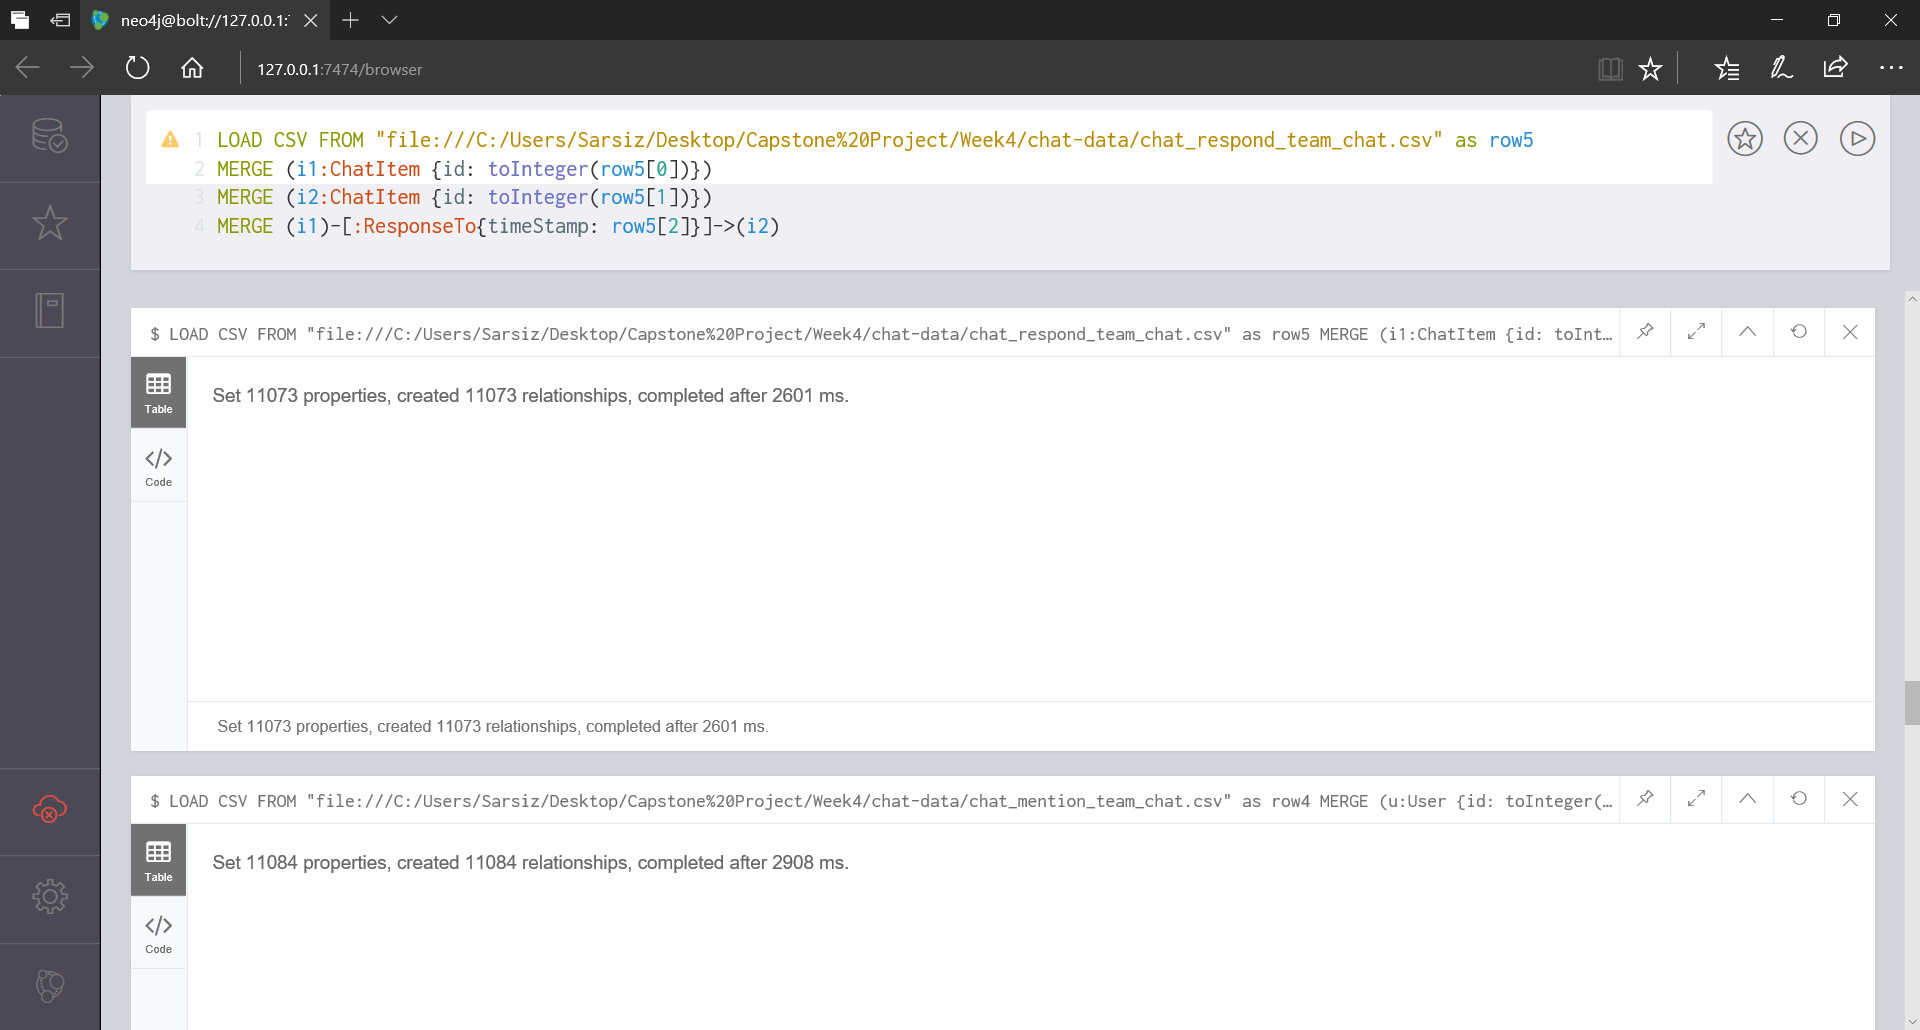 neo4j@bolt://127.0.0.1:
127.0.0.1:7474/browser
1 LOAD CSV FROM "file:///C:/Users/Sarsiz/Desktop/Capstone%20Project/Week4/chat-data/chat_respond_team_chat.csv" as row5
2 MERGE (i1:ChatItem {id: toInteger(row5[0])})
3 MERGE (i2:ChatItem {id: toInteger(row5[1])})
4 MERGE (i1)-[:ResponseTo{timeStamp: row5[2]}]->(i2)
$ LOAD CSV FROM "file:///C:/Users/Sarsiz/Desktop/Capstone%20Project/Week4/chat-data/chat_respond_team_chat.csv" as row5 MERGE (i1:ChatItem {id: toInt…
Table
Set 11073 properties, created 11073 relationships, completed after 2601 ms.
Code
Set 11073 properties, created 11073 relationships, completed after 2601 ms.
$ LOAD CSV FROM "file:///C:/Users/Sarsiz/Desktop/Capstone%20Project/Week4/chat-data/chat_mention_team_chat.csv" as row4 MERGE (u:User {id: toInteger(…
Table
Set 11084 properties, created 11084 relationships, completed after 2908 ms.
Code